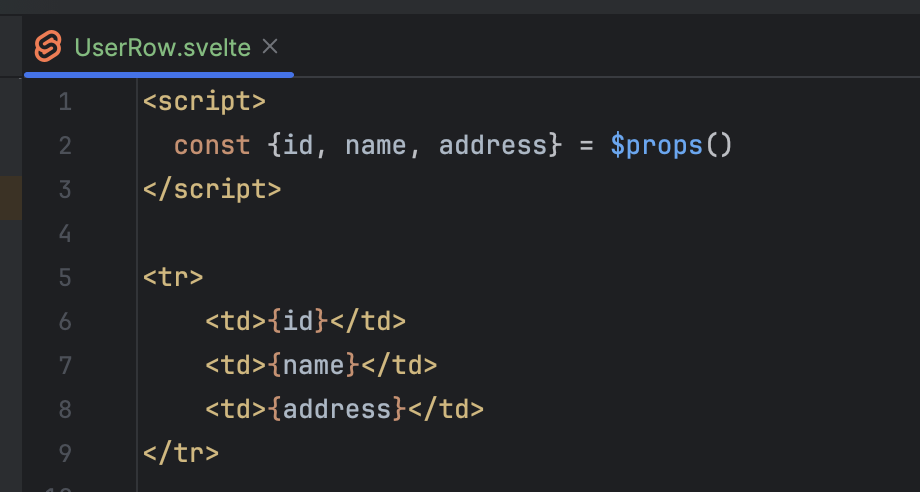 UserRow.svelte
1 <script>
2   const {id, name, address} = $props()
3 </script>
4
5 <tr>
6     <td>{id}</td>
7     <td>{name}</td>
8     <td>{address}</td>
9 </tr>